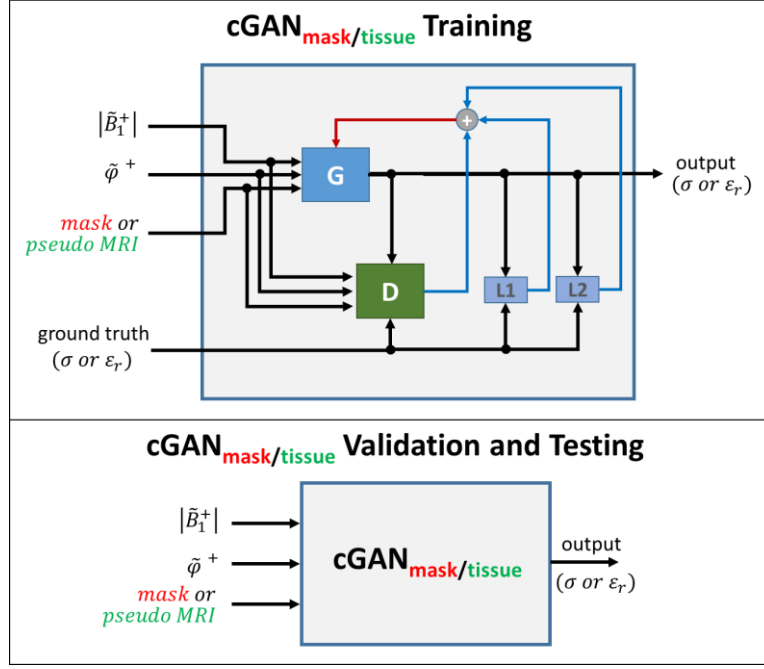 cGANmask/tissue Training
|B̃₁⁺|
φ̃ ⁺
mask or
pseudo MRI
ground truth
(σ or εᵣ)
G
+
D
L1
L2
output
(σ or εᵣ)
cGANmask/tissue Validation and Testing
|B̃₁⁺|
φ̃ ⁺
mask or
pseudo MRI
cGANmask/tissue
output
(σ or εᵣ)